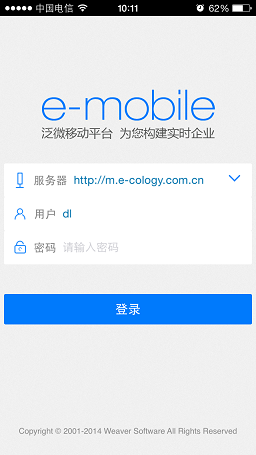 中国电信 10:11 62%
e-mobile
泛微移动平台 为您构建实时企业
服务器 http://m.e-cology.com.cn
用户 dl
密码 请输入密码
登录
Copyright © 2001-2014 Weaver Software All Rights Reserved